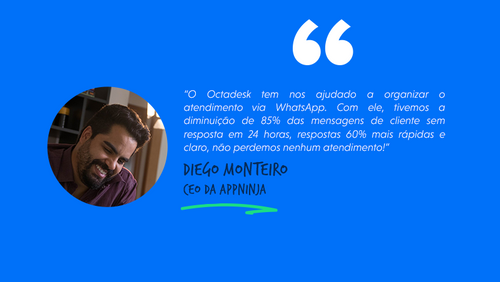 “O Octadesk tem nos ajudado a organizar o
atendimento via WhatsApp. Com ele, tivemos a
diminuição de 85% das mensagens de cliente sem
resposta em 24 horas, respostas 60% mais rápidas e
claro, não perdemos nenhum atendimento!”
DIEGO MONTEIRO
CEO DA APPNINJA